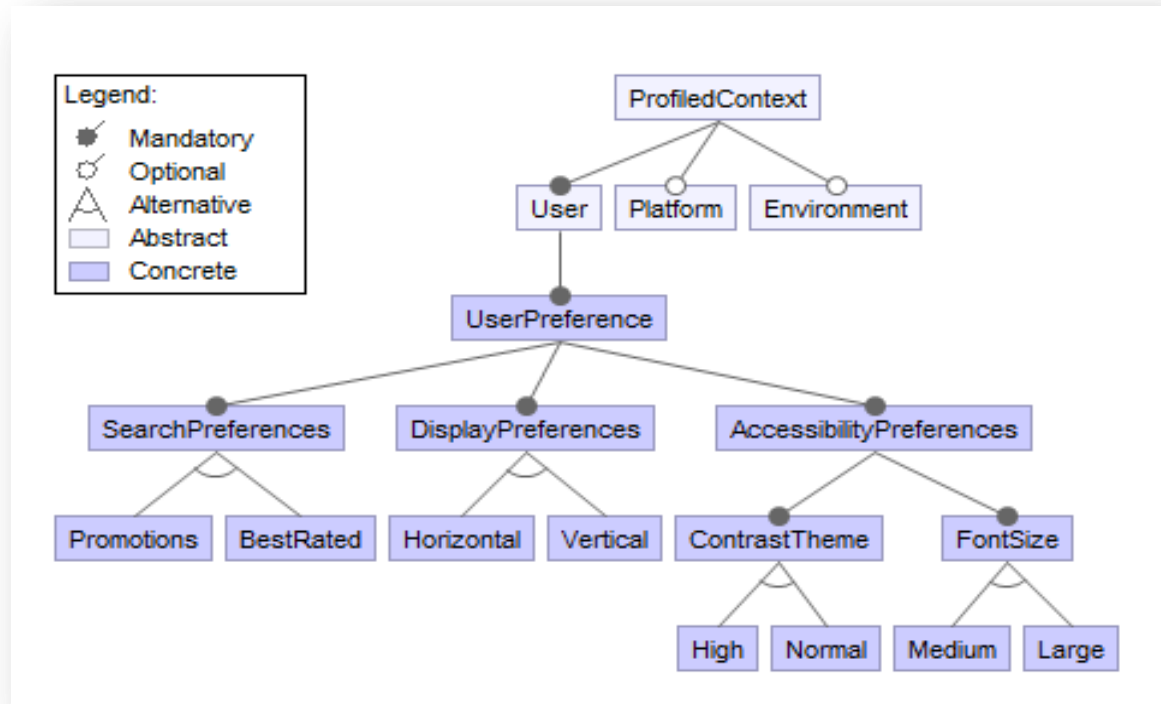 Legend:
Mandatory
Optional
Alternative
Abstract
Concrete
ProfiledContext
User Platform Environment
UserPreference
SearchPreferences DisplayPreferences AccessibilityPreferences
Promotions BestRated Horizontal Vertical ContrastTheme FontSize
High Normal Medium Large